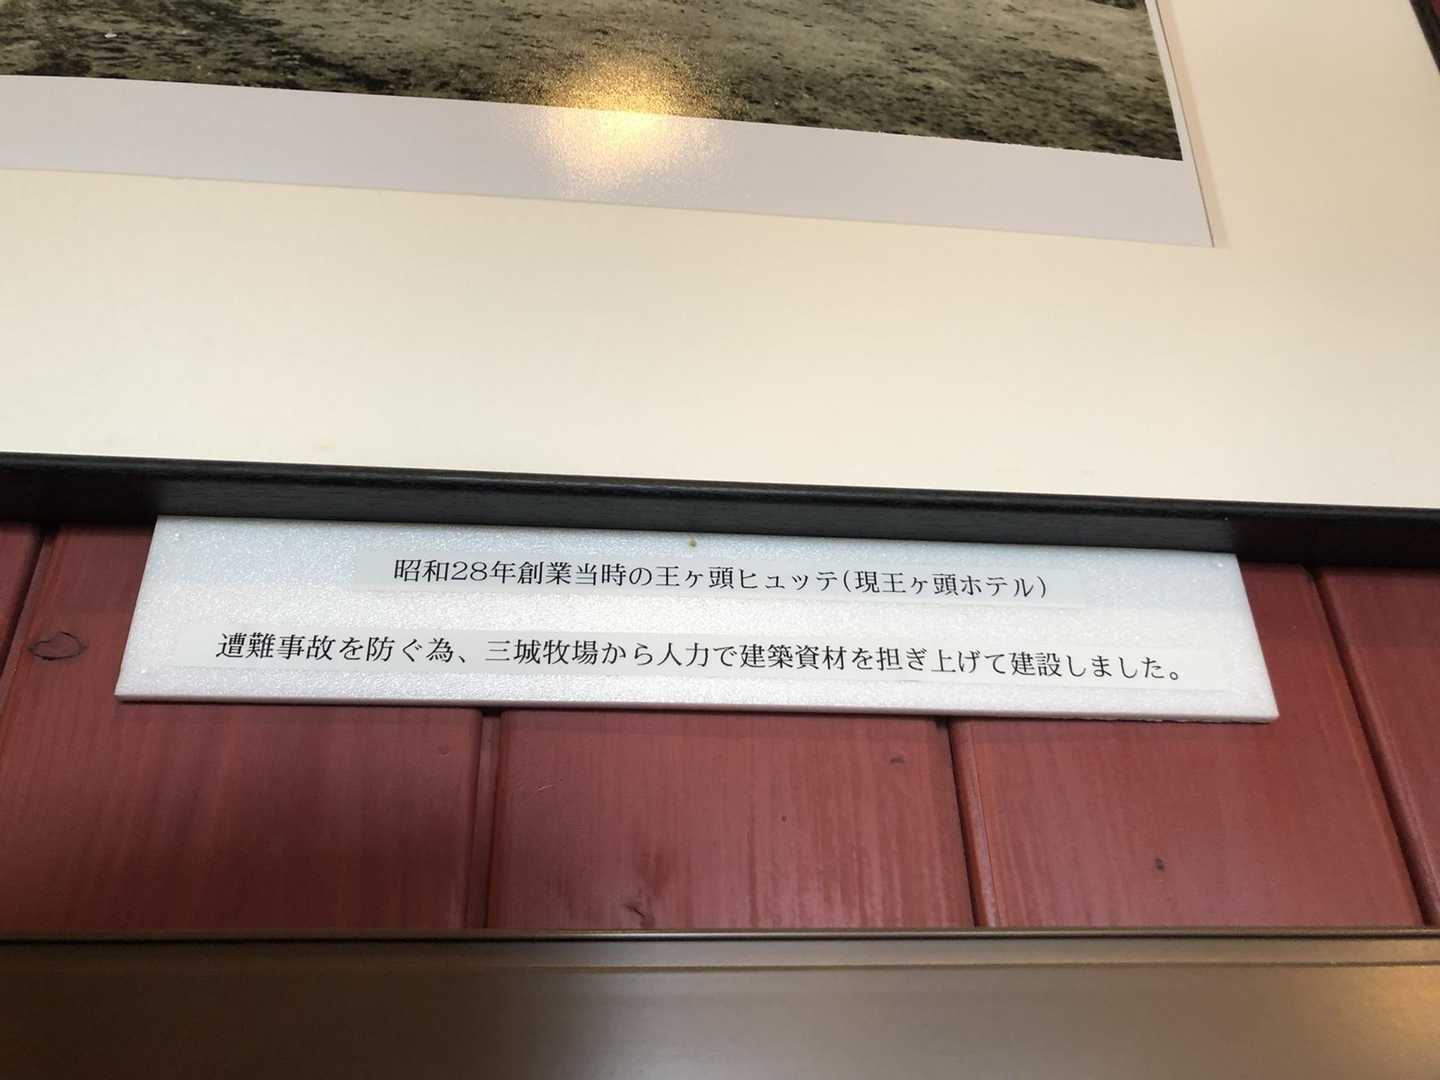 昭和28年創業当時の王ヶ頭ヒュッテ(現王ヶ頭ホテル)
遭難事故を防ぐ為、三城牧場から人力で建築資材を担ぎ上げて建設しました。